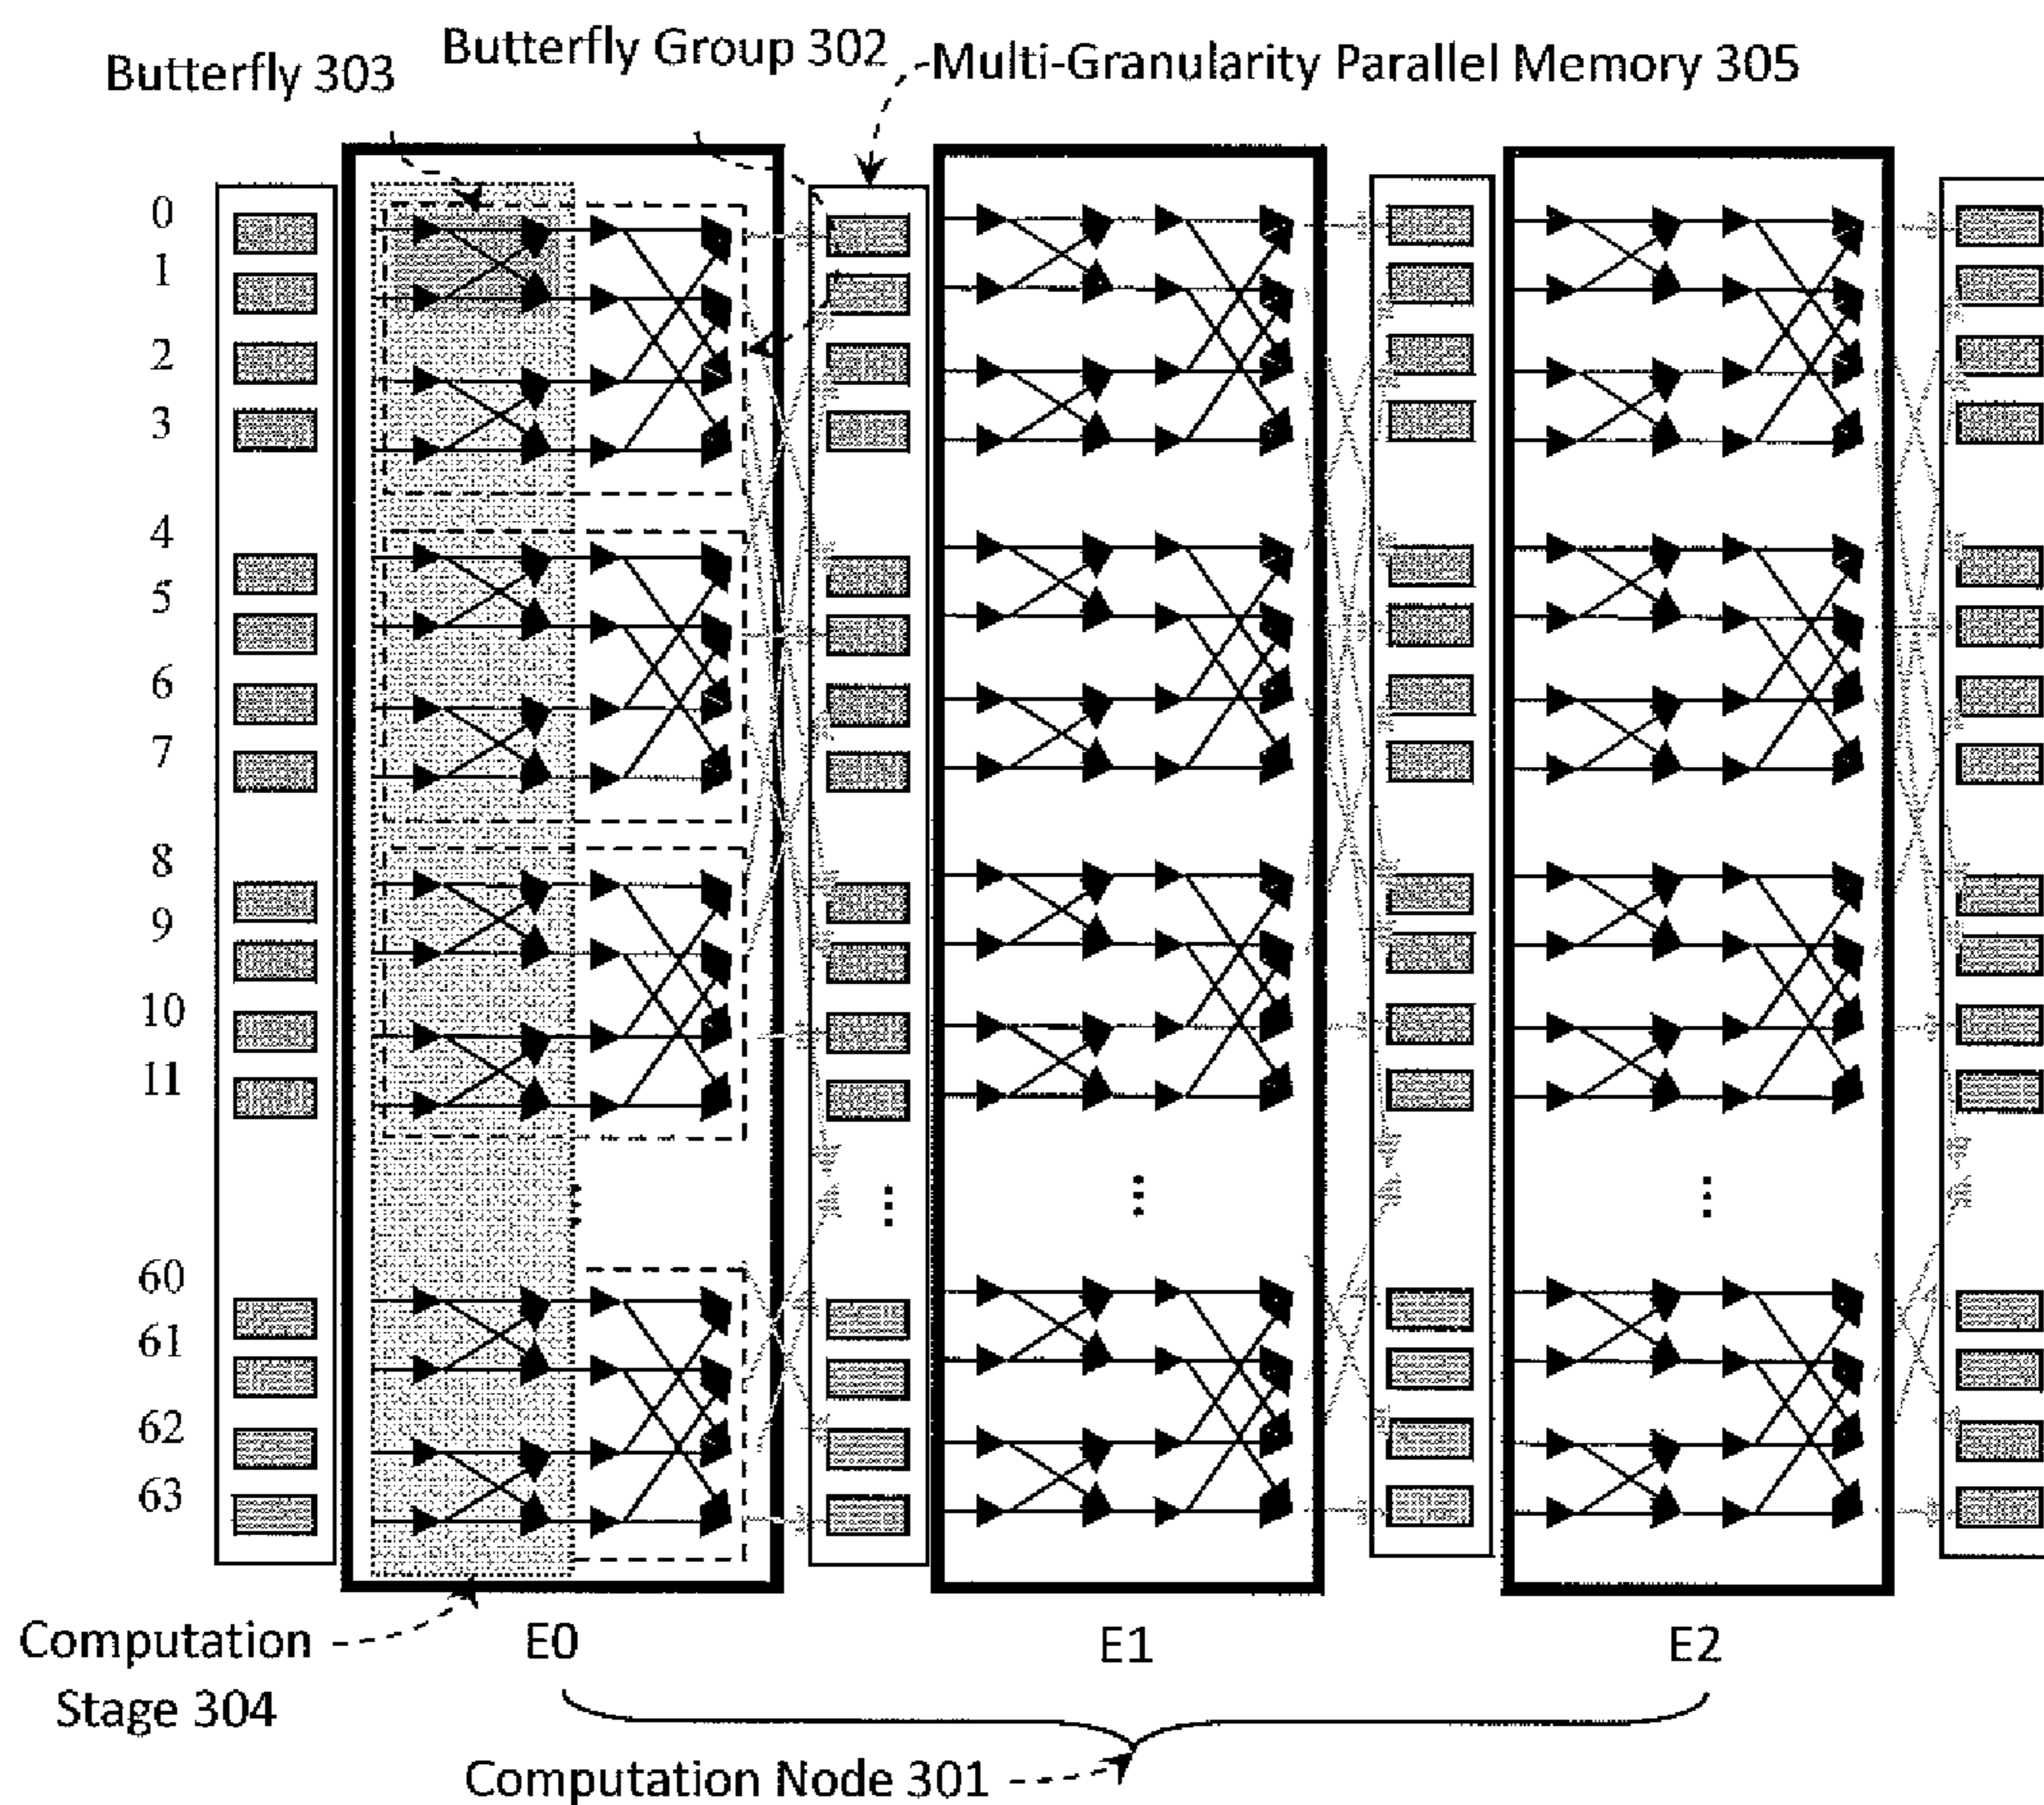 Butterfly 303
Butterfly Group 302
Multi-Granularity Parallel Memory 305
0
1
2
3
4
5
6
7
8
9
10
11
60
61
62
63
Computation
Stage 304
E0
E1
E2
Computation Node 301